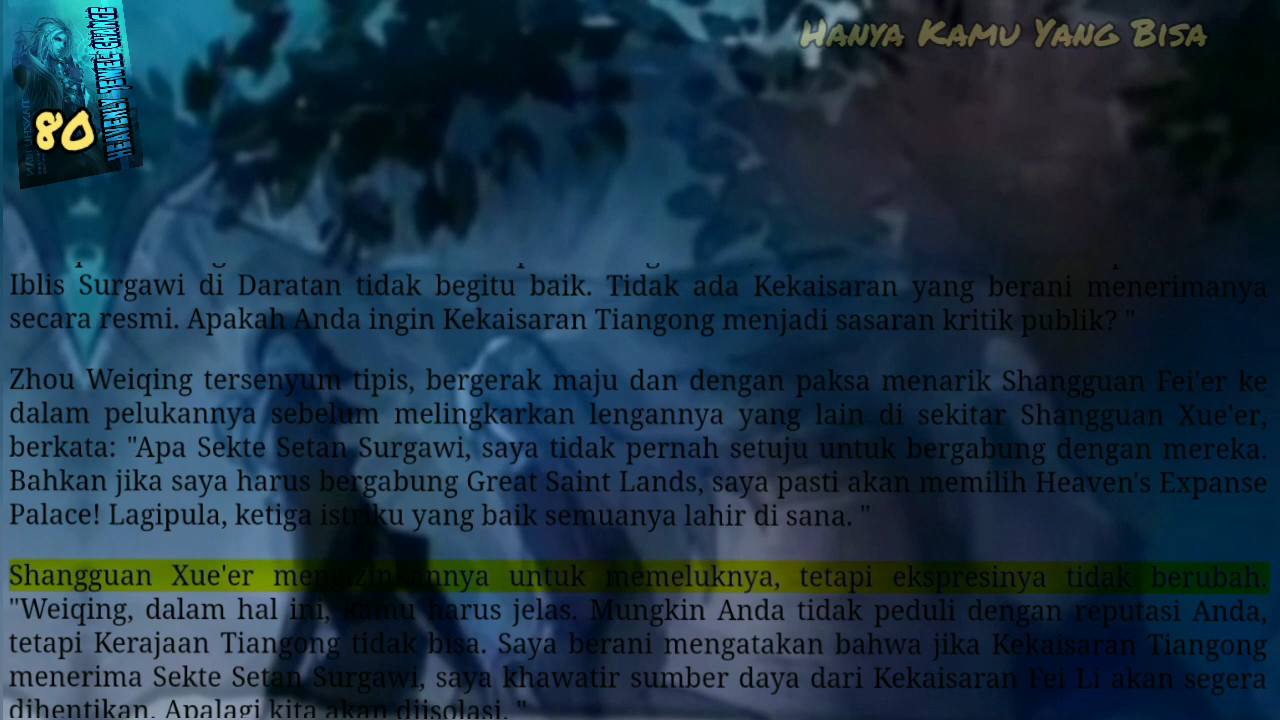 HEAVENLY JEWEL CHANGE
80
Hanya Kamu Yang Bisa
Iblis Surgawi di Daratan tidak begitu baik. Tidak ada Kekaisaran yang berani menerimanya
secara resmi. Apakah Anda ingin Kekaisaran Tiangong menjadi sasaran kritik publik? "
Zhou Weiqing tersenyum tipis, bergerak maju dan dengan paksa menarik Shangguan Fei'er ke
dalam pelukannya sebelum melingkarkan lengannya yang lain di sekitar Shangguan Xue'er,
berkata: "Apa Sekte Setan Surgawi, saya tidak pernah setuju untuk bergabung dengan mereka.
Bahkan jika saya harus bergabung Great Saint Lands, saya pasti akan memilih Heaven's Expanse
Palace! Lagipula, ketiga istriku yang baik semuanya lahir di sana. "
Shangguan Xue'er mengizinkannya untuk memeluknya, tetapi ekspresinya tidak berubah.
"Weiqing, dalam hal ini, kamu harus jelas. Mungkin Anda tidak peduli dengan reputasi Anda,
tetapi Kerajaan Tiangong tidak bisa. Saya berani mengatakan bahwa jika Kekaisaran Tiangong
menerima Sekte Setan Surgawi, saya khawatir sumber daya dari Kekaisaran Fei Li akan segera
dihentikan. Apalagi kita akan diisolasi. "